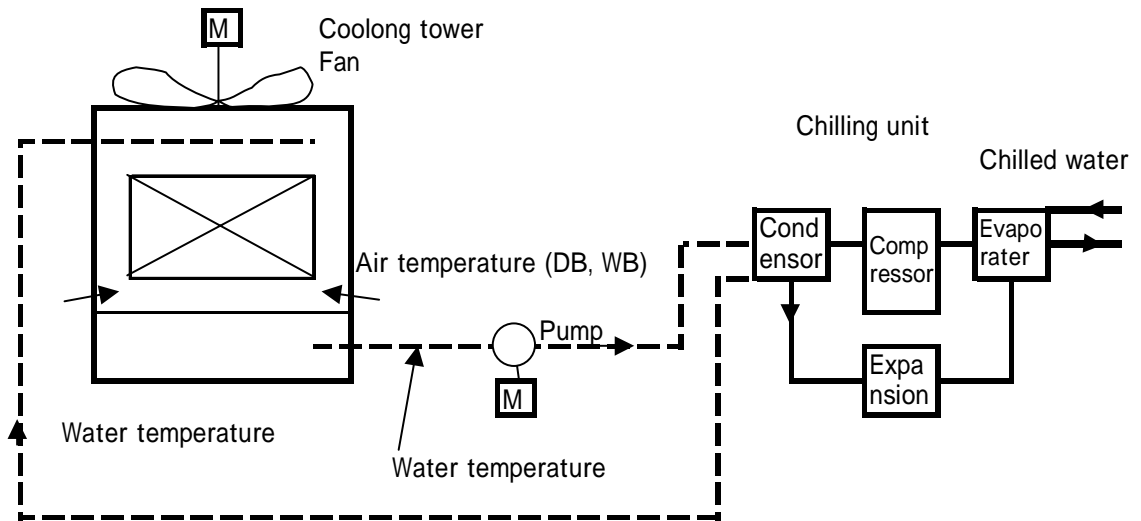 M
Coolong tower
Fan
Chilling unit
Chilled water
Cond
ensor
Comp
ressor
Evapo
rater
Air temperature (DB, WB)
Pump
M
Expa
nsion
Water temperature
Water temperature